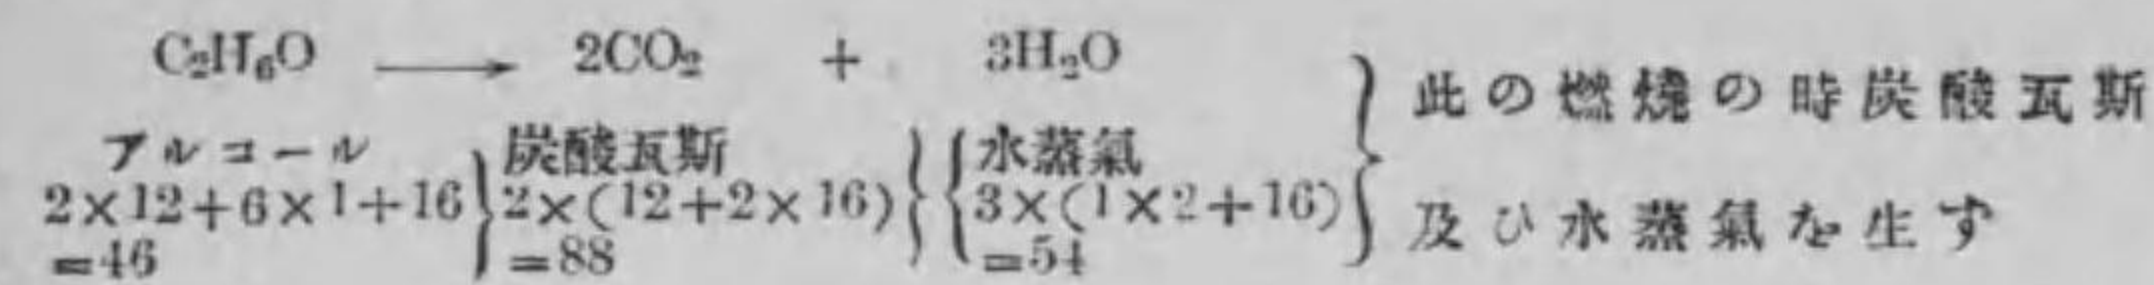 C₂H₆O ⟶ 2CO₂ + 3H₂O
アルコール 炭酸瓦斯 水蒸氣
2×12+6×1+16 2×(12+2×16) 3×(1×2+16)
=46 =88 =54
此の燃燒の時炭酸瓦斯
及ひ水蒸氣を生す